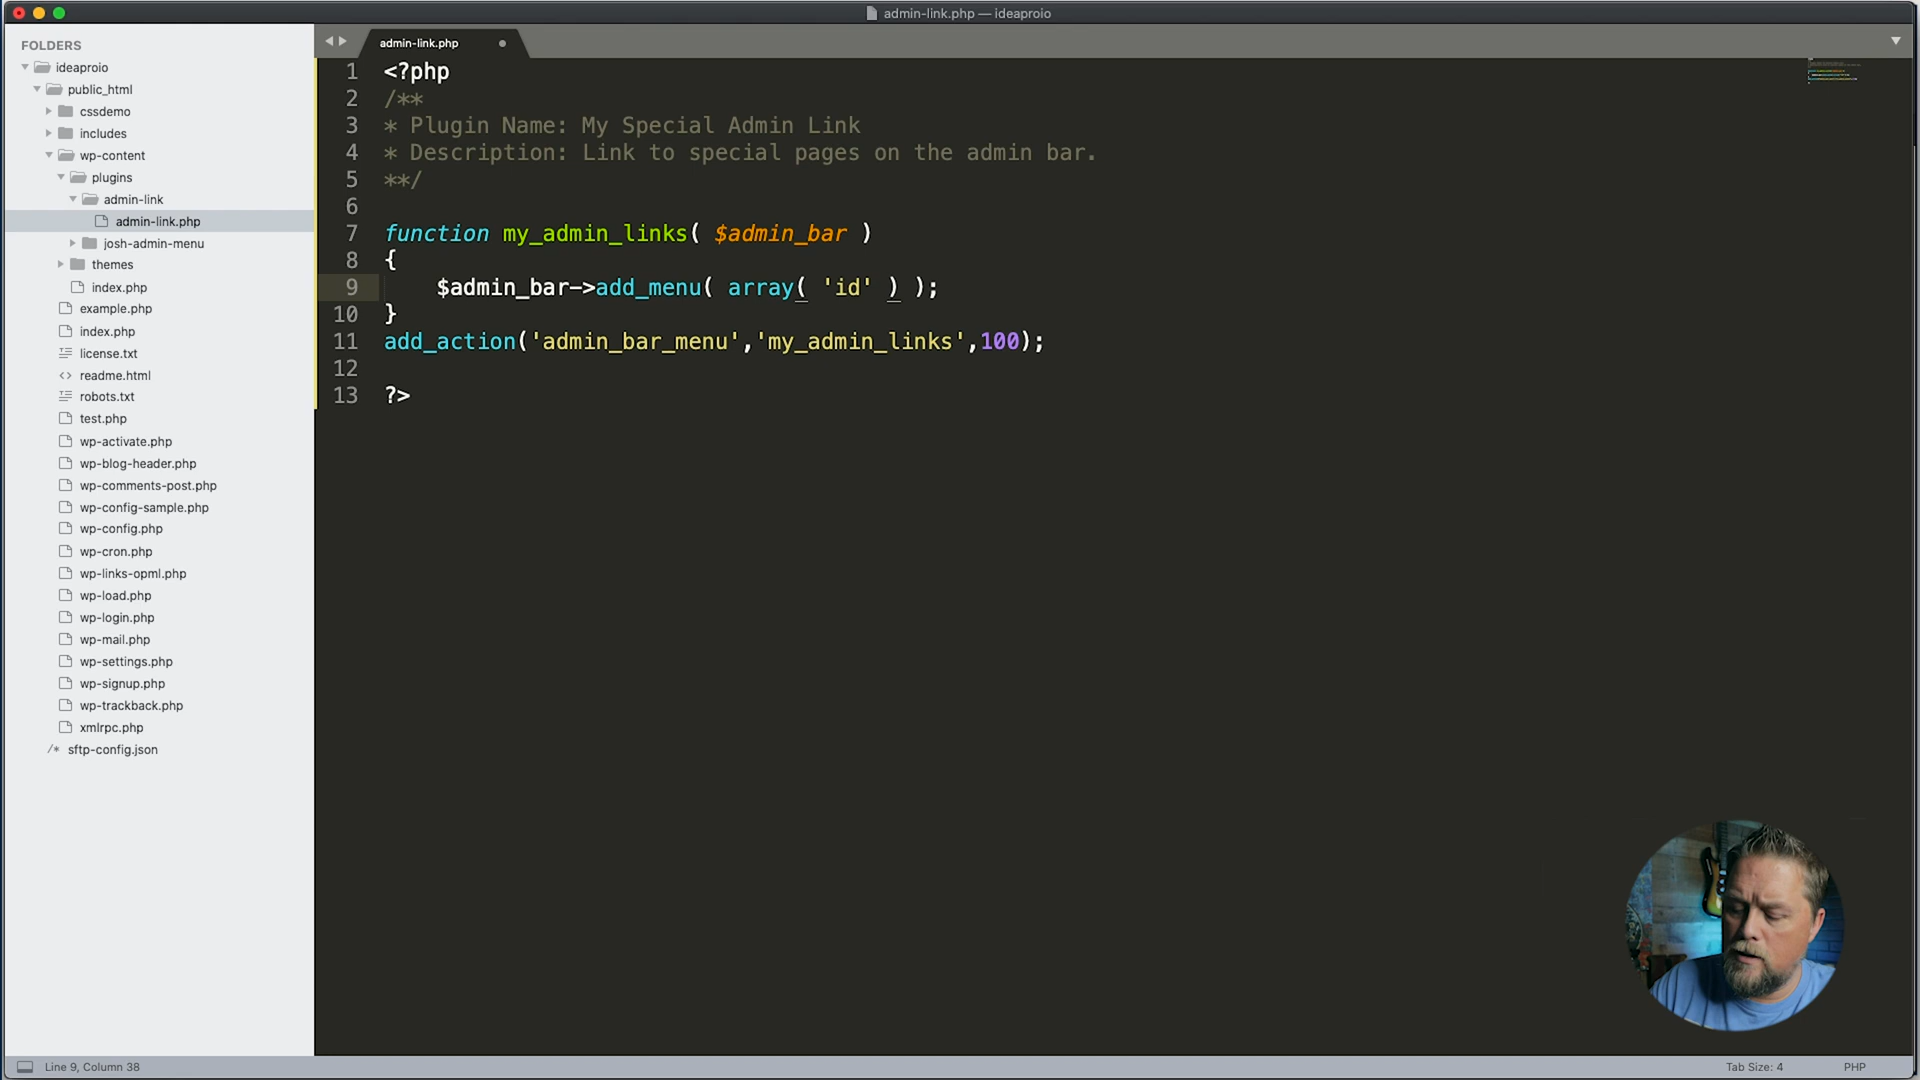 admin-link.php — ideaproio
FOLDERS
ideaproio
public_html
cssdemo
includes
wp-content
plugins
admin-link
admin-link.php
josh-admin-menu
themes
index.php
example.php
index.php
license.txt
<> readme.html
robots.txt
test.php
wp-activate.php
wp-blog-header.php
wp-comments-post.php
wp-config-sample.php
wp-config.php
wp-cron.php
wp-links-opml.php
wp-load.php
wp-login.php
wp-mail.php
wp-settings.php
wp-signup.php
wp-trackback.php
xmlrpc.php
/* sftp-config.json
admin-link.php
1 <?php
2 /**
3 * Plugin Name: My Special Admin Link
4 * Description: Link to special pages on the admin bar.
5 **/
6
7 function my_admin_links( $admin_bar )
8 {
9 $admin_bar->add_menu( array( 'id' ) );
10 }
11 add_action('admin_bar_menu','my_admin_links',100);
12
13 ?>
Line 9, Column 38
Tab Size: 4
PHP